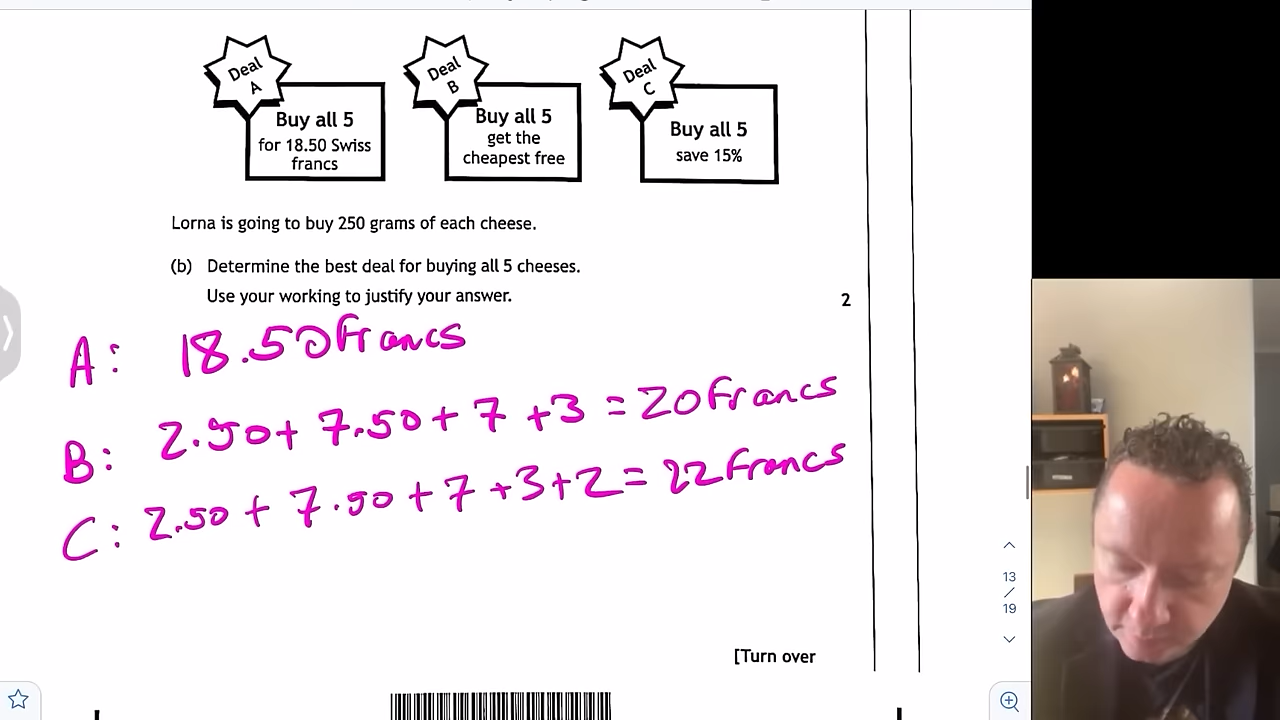 Deal A
Buy all 5
for 18.50 Swiss
francs
Deal B
Buy all 5
get the
cheapest free
Deal C
Buy all 5
save 15%
Lorna is going to buy 250 grams of each cheese.
(b) Determine the best deal for buying all 5 cheeses.
Use your working to justify your answer.
2
A: 18.50 Francs
B: 2.50 + 7.50 + 7 + 3 = 20 Francs
C: 2.50 + 7.50 + 7 + 3 + 2 = 22 Francs
13
/
19
[Turn over